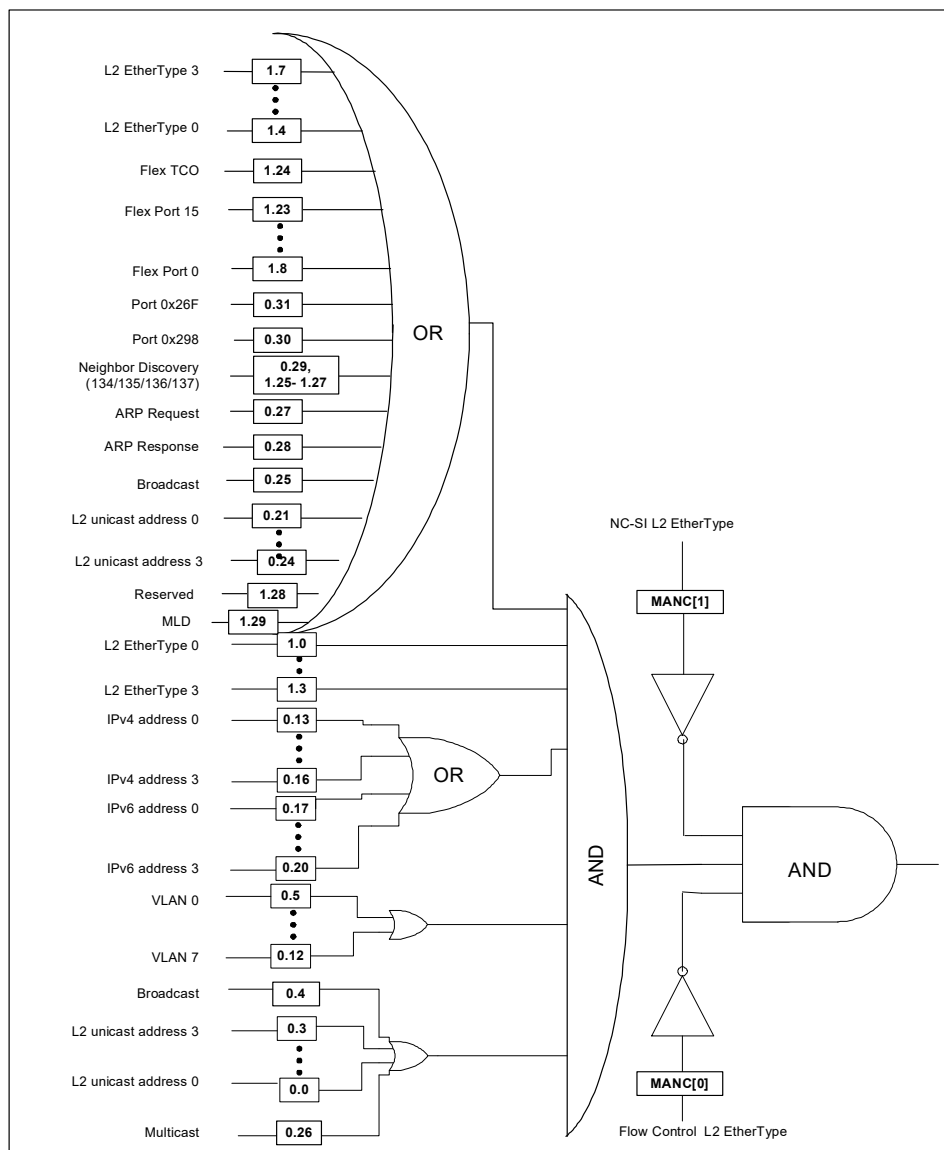 L2 EtherType 3
1.7
L2 EtherType 0
1.4
Flex TCO
1.24
Flex Port 15
1.23
Flex Port 0
1.8
Port 0x26F
0.31
Port 0x298
0.30
Neighbor Discovery
(134/135/136/137)
0.29,
1.25- 1.27
ARP Request
0.27
ARP Response
0.28
Broadcast
0.25
L2 unicast address 0
0.21
L2 unicast address 3
0.24
Reserved
1.28
MLD
1.29
OR
L2 EtherType 0
1.0
L2 EtherType 3
1.3
IPv4 address 0
0.13
IPv4 address 3
0.16
IPv6 address 0
0.17
IPv6 address 3
0.20
OR
VLAN 0
0.5
VLAN 7
0.12
Broadcast
0.4
L2 unicast address 3
0.3
L2 unicast address 0
0.0
Multicast
0.26
AND
NC-SI L2 EtherType
MANC[1]
AND
MANC[0]
Flow Control L2 EtherType